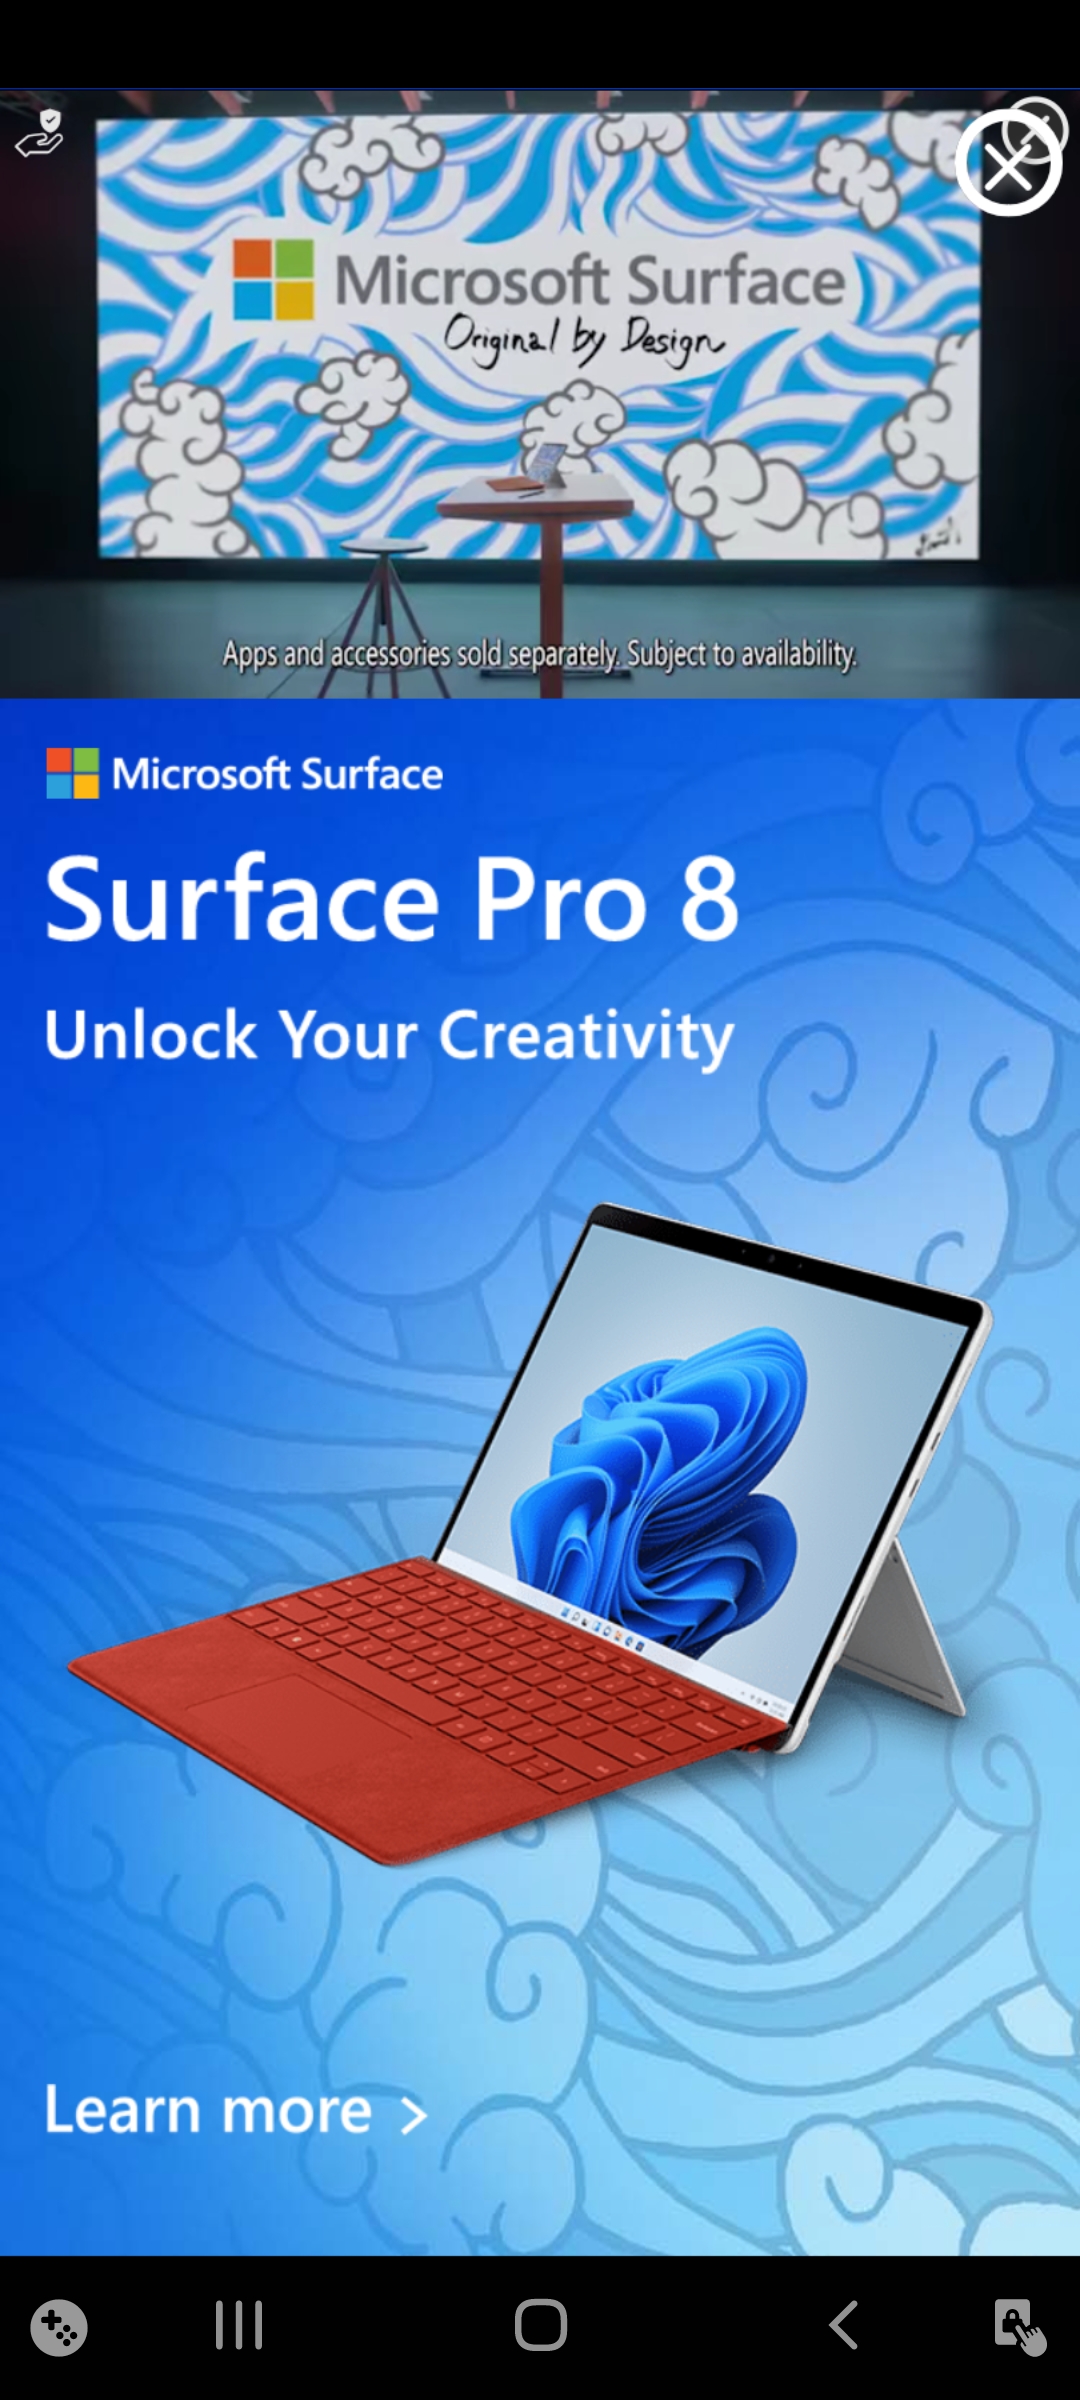 Microsoft Surface
Original by Design
Apps and accessories sold separately. Subject to availability.
Microsoft Surface
Surface Pro 8
Unlock Your Creativity
Learn more >